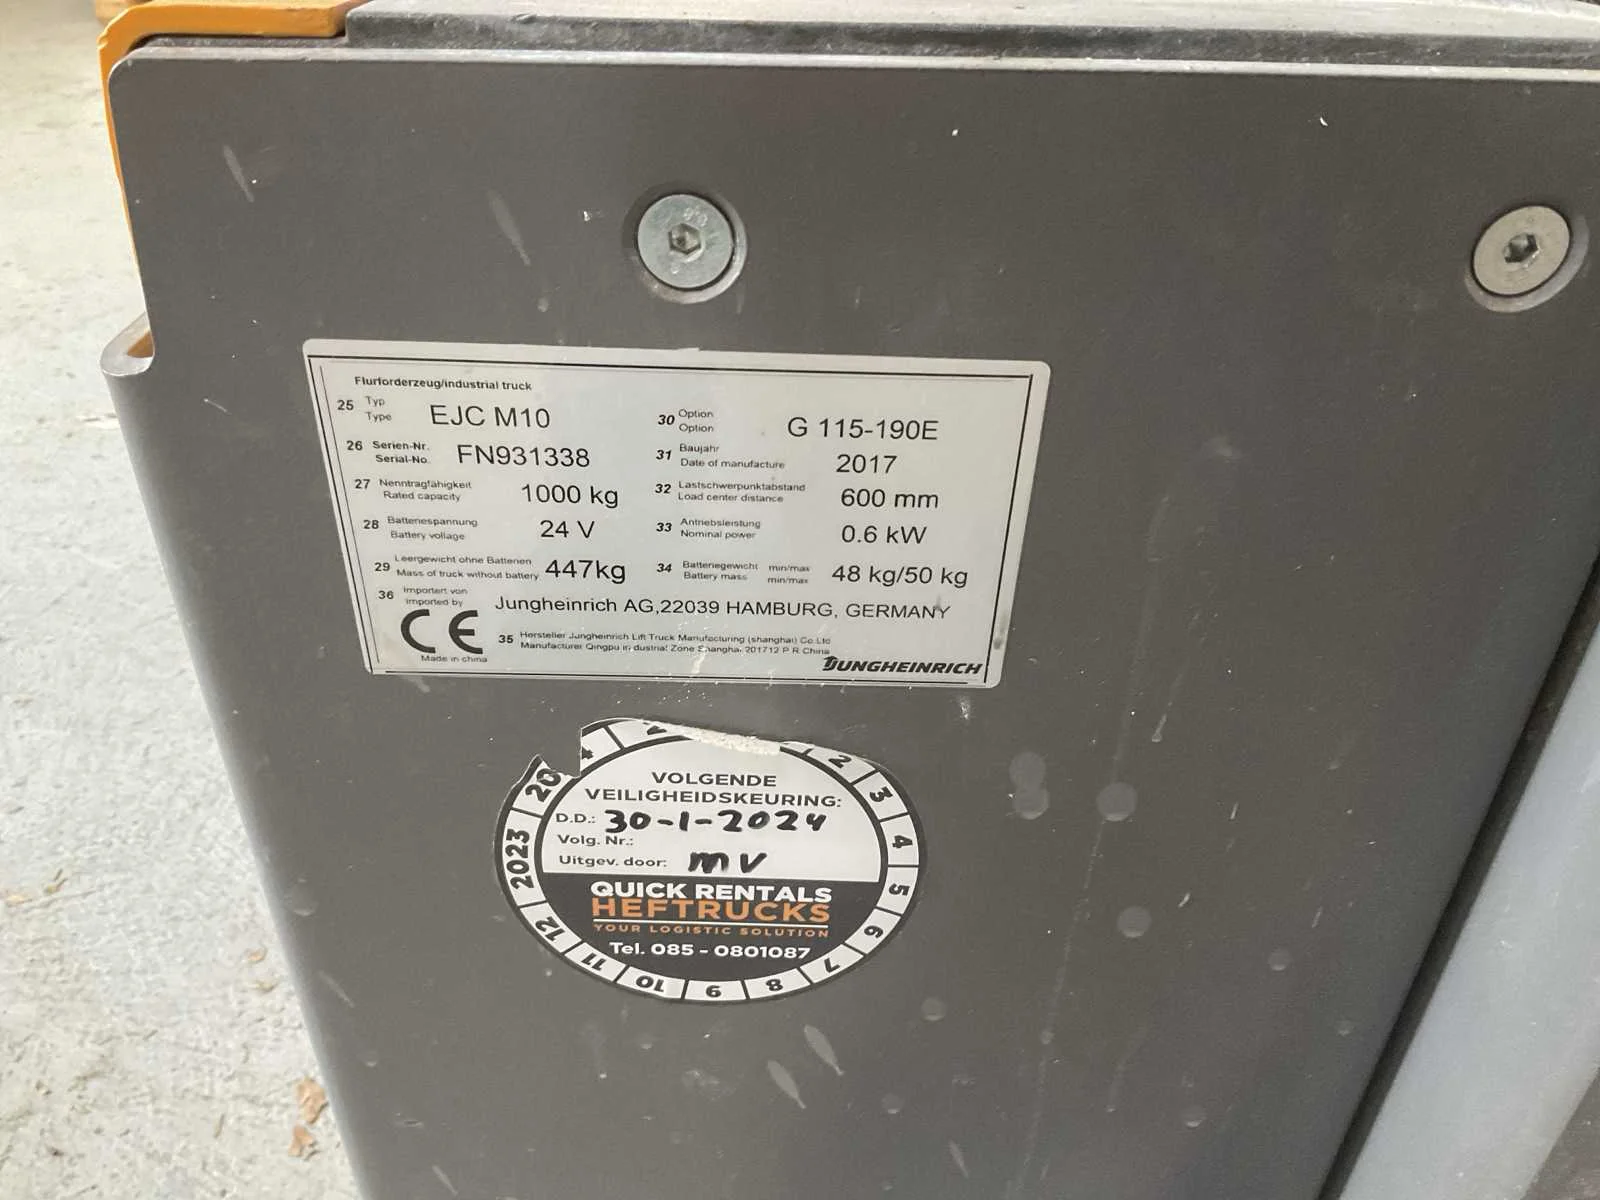 Flurforderzeug/industrial truck
25 Typ Type EJC M10
30 Option Option G 115-190E
26 Serien-Nr. Serial-No. FN931338
31 Baujahr Date of manufacture 2017
27 Nenntragfähigkeit Rated capacity 1000 kg
32 Lastschwerpunktabstand Load center distance 600 mm
28 Batteriespannung Battery voltage 24 V
33 Antriebsleistung Nominal power 0.6 kW
29 Leergewicht ohne Batterien Mass of truck without battery 447kg
34 Batteriegewicht min/max Battery mass min/max 48 kg/50 kg
36 Importert von Imported by Jungheinrich AG,22039 HAMBURG, GERMANY
CE
Made in china
35 Hersteller Jungheinrich Lift Truck Manufacturing (shanghai) Co.Ltd
Manufacturer Qingpu industrial Zone Shanghai 201712 P R China
JUNGHEINRICH
VOLGENDE
VEILIGHEIDSKEURING:
D.D.: 30-1-2024
Volg. Nr.:
Uitgev. door: MV
QUICK RENTALS
HEFTRUCKS
YOUR LOGISTIC SOLUTION
Tel. 085 - 0801087
2 3 4 5 6 7 8 9 10 11 12 2023